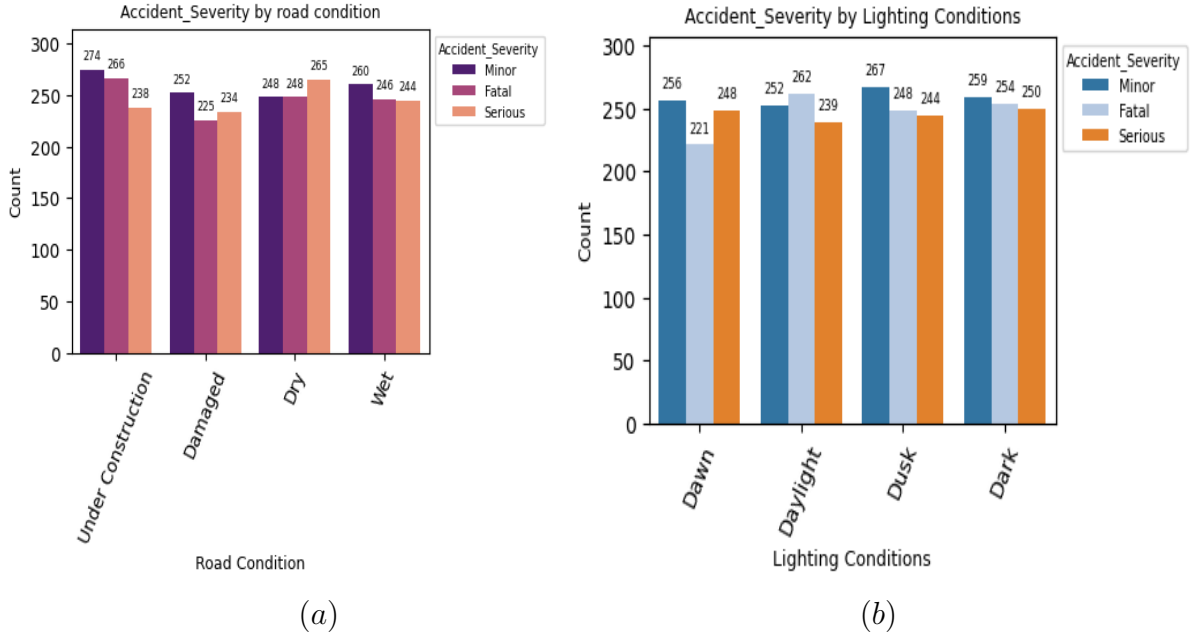 Accident_Severity by road condition
Accident_Severity
Minor
Fatal
Serious
300
250
200
150
100
50
0
Count
274
266
238
252
225
234
248
248
265
260
246
244
Under Construction
Damaged
Dry
Wet
Road Condition
(a)
Accident_Severity by Lighting Conditions
Accident_Severity
Minor
Fatal
Serious
300
250
200
150
100
50
0
Count
256
221
248
252
262
239
267
248
244
259
254
250
Dawn
Daylight
Dusk
Dark
Lighting Conditions
(b)